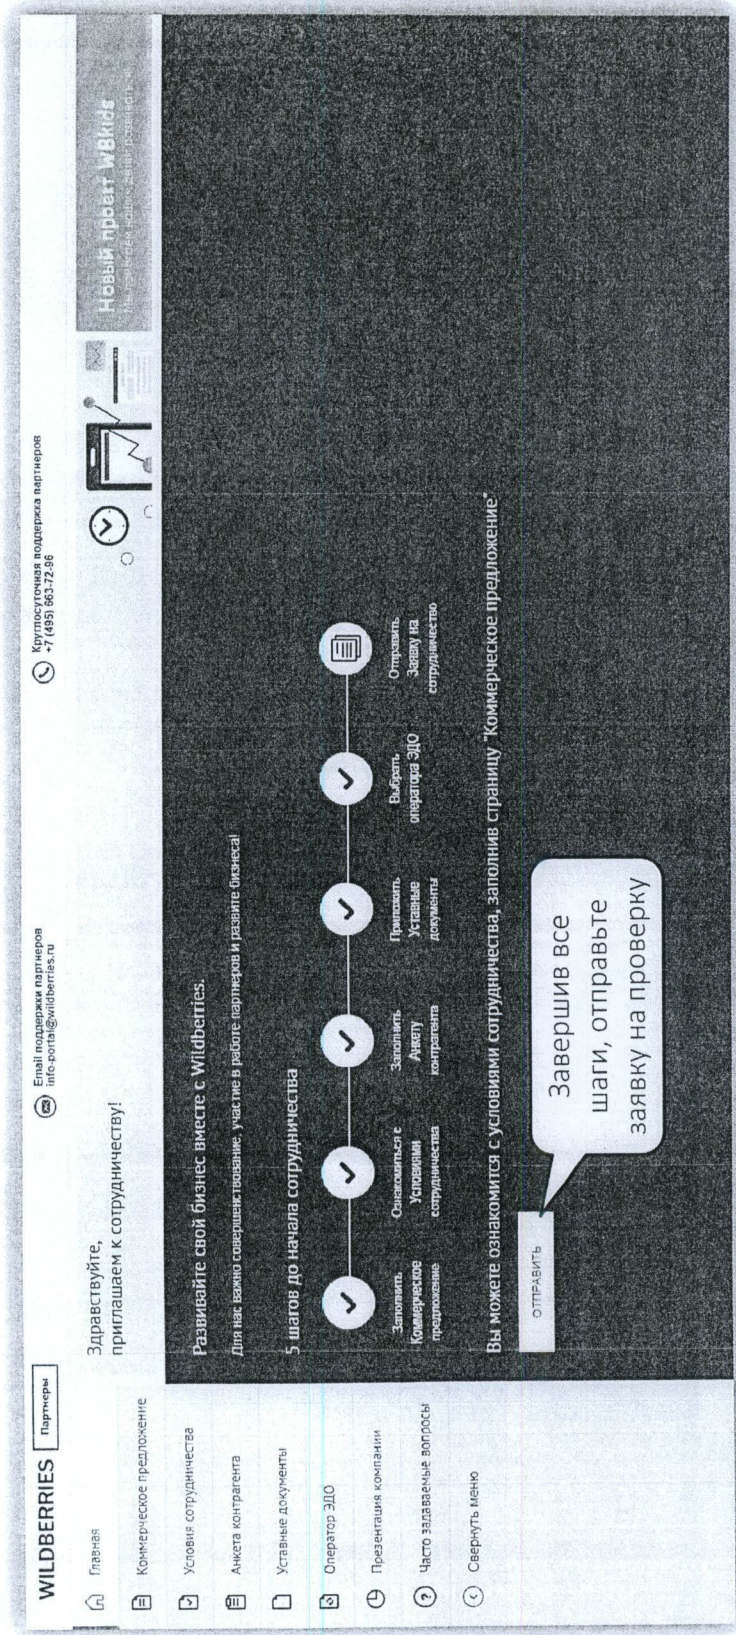 WILDBERRIES Партнеры
Email поддержки партнеров
info-portal@wildberries.ru
Круглосуточная поддержка партнеров
+7 (495) 663-72-96
Главная
Коммерческое предложение
Условия сотрудничества
Анкета контрагента
Уставные документы
Оператор ЭДО
Презентация компании
Часто задаваемые вопросы
Свернуть меню
Здравствуйте,
приглашаем к сотрудничеству!
Новый проект WBkids
Развивайте свой бизнес вместе с Wildberries.
Для нас важно совершенствование, участие в работе партнеров и развите бизнеса!
5 шагов до начала сотрудничества
Заполнить
Коммерческое
предложение
Ознакомиться с
Условиями
сотрудничества
Заполнить
Анкету
контрагента
Приложить
Уставные
документы
Выбрать
оператора ЭДО
Отправить
Заявку на
сотрудничество
Вы можете ознакомится с условиями сотрудничества, заполнив страницу "Коммерческое предложение"
ОТПРАВИТЬ
Завершив все
шаги, отправьте
заявку на проверку